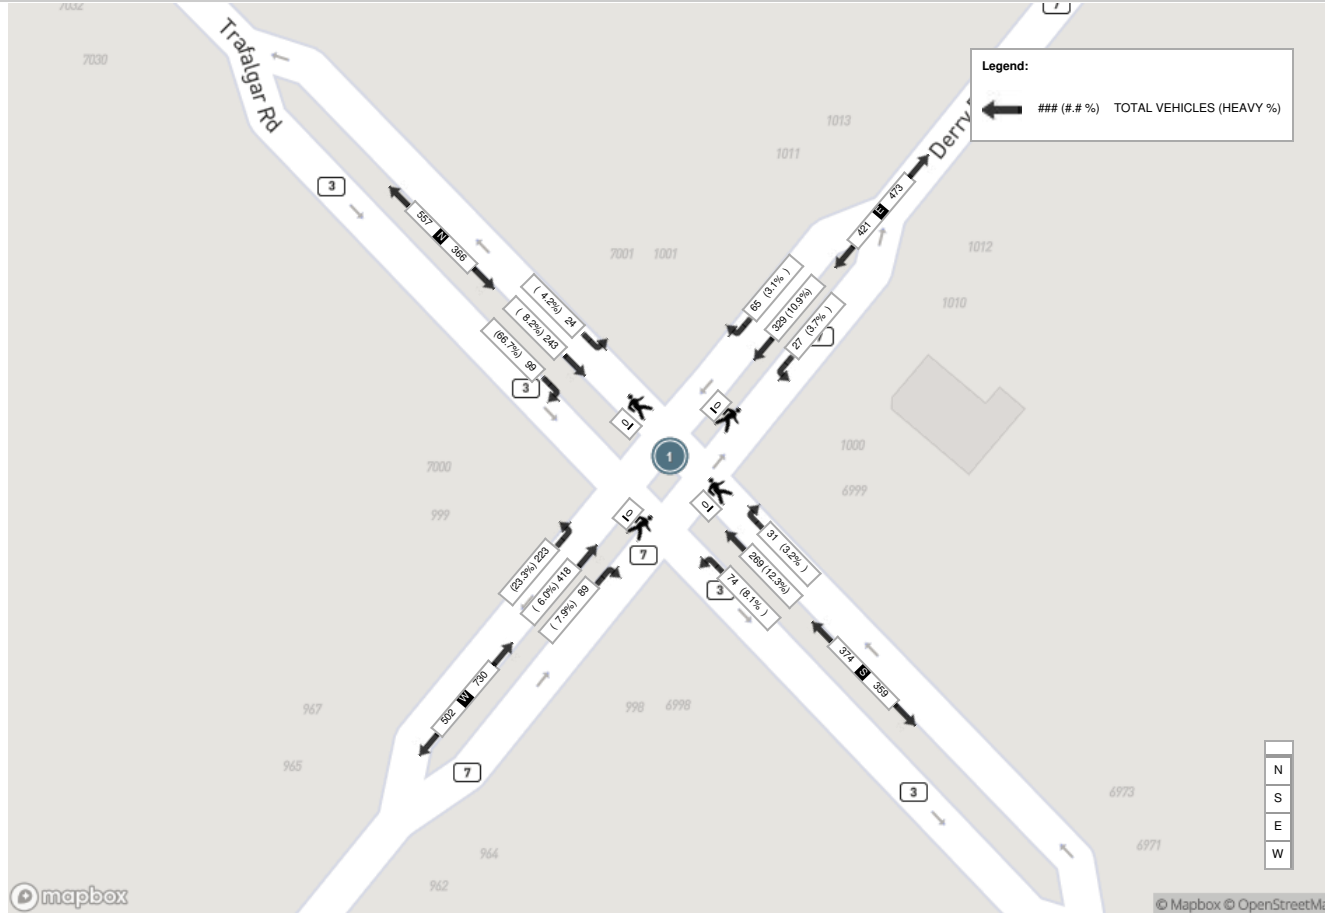 7032
7
Trafalgar Rd
7030
Legend:
### (#.# %) TOTAL VEHICLES (HEAVY %)
Derry
1013
1011
3
557 N 366
421 E 473
7001 1001
1012
1010
( 4.2%) 24
( 8.2%) 243
(66.7%) 99
65 (3.1% )
329 (10.9%)
27 (3.7% )
7
3
0
0
1
7000
1000
999
6999
0
0
7
3
(23.3%) 223
( 6.0%) 418
( 7.9%) 89
31 (3.2% )
269 (12.3%)
74 (8.1% )
502 W 730
374 S 359
967
998 6998
965
7
3
6973
6971
964
962
N
S
E
W
mapbox
© Mapbox © OpenStreetMa